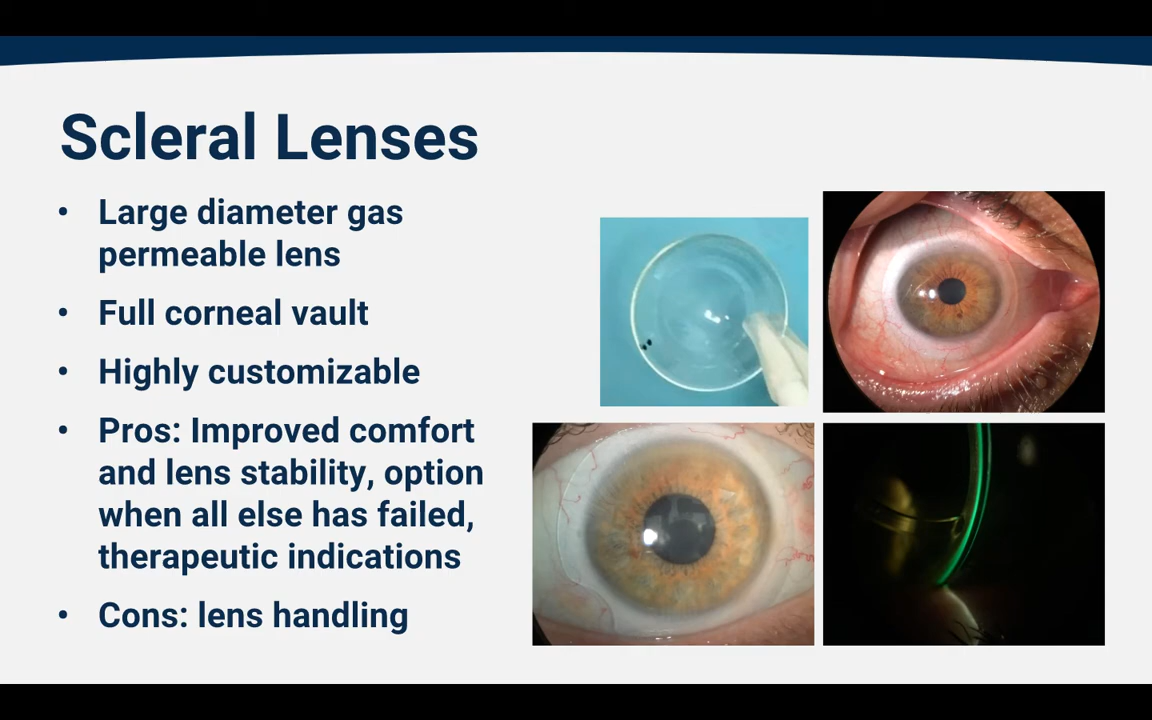 Scleral Lenses
• Large diameter gas
permeable lens
• Full corneal vault
• Highly customizable
• Pros: Improved comfort
and lens stability, option
when all else has failed,
therapeutic indications
• Cons: lens handling